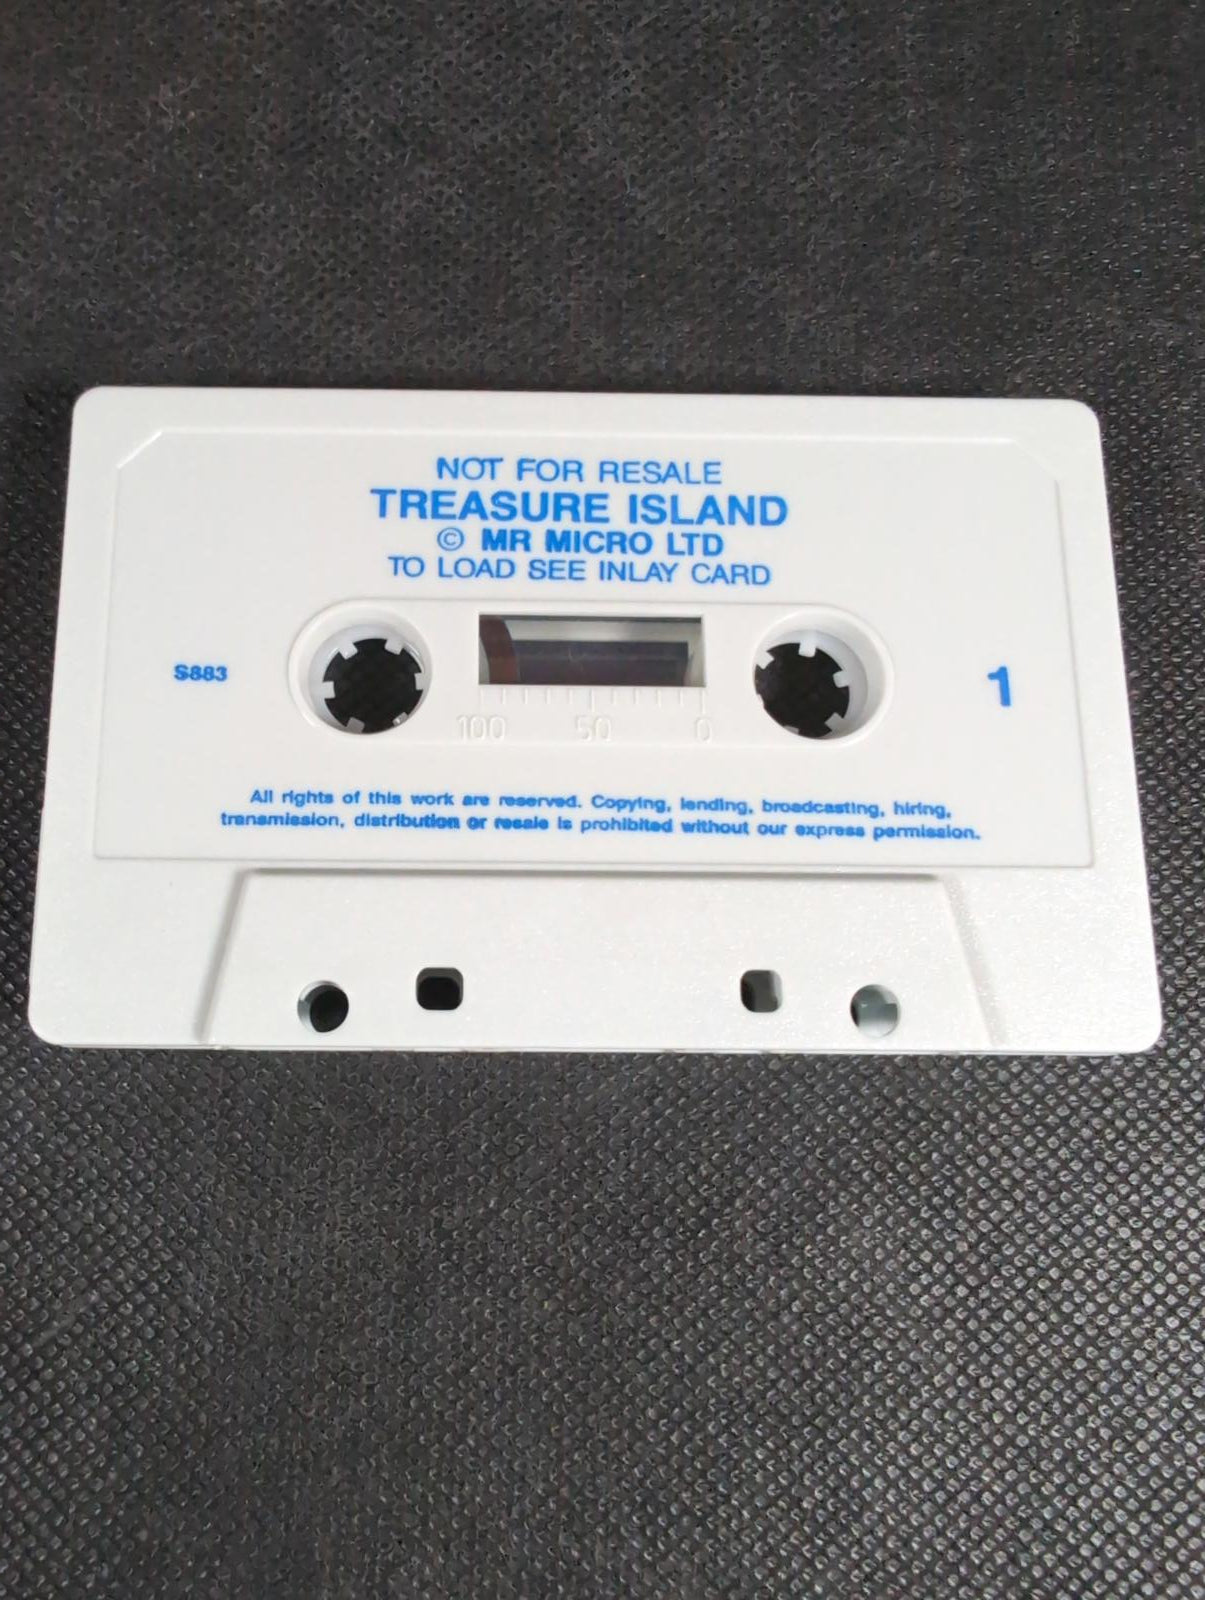 NOT FOR RESALE
TREASURE ISLAND
© MR MICRO LTD
TO LOAD SEE INLAY CARD
S883
1
100 50 0
All rights of this work are reserved. Copying, lending, broadcasting, hiring,
transmission, distribution or resale is prohibited without our express permission.